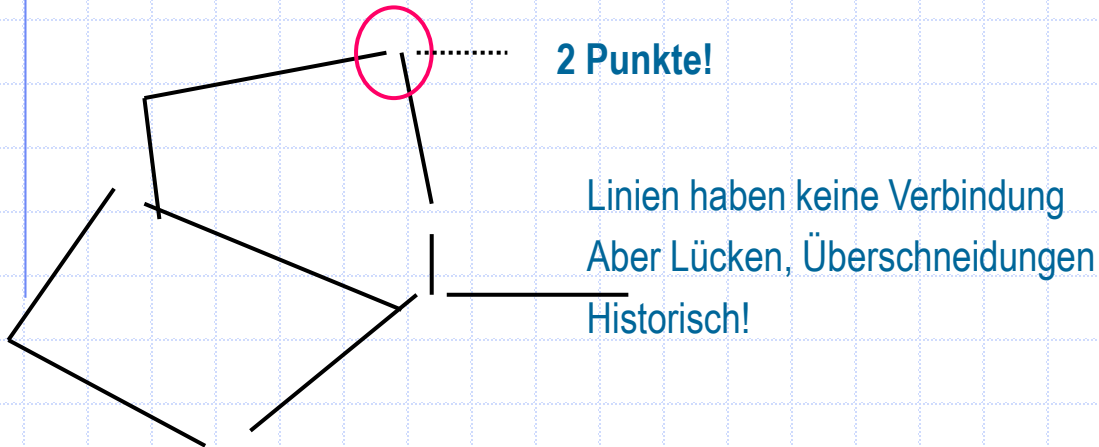 2 Punkte!
Linien haben keine Verbindung
Aber Lücken, Überschneidungen
Historisch!